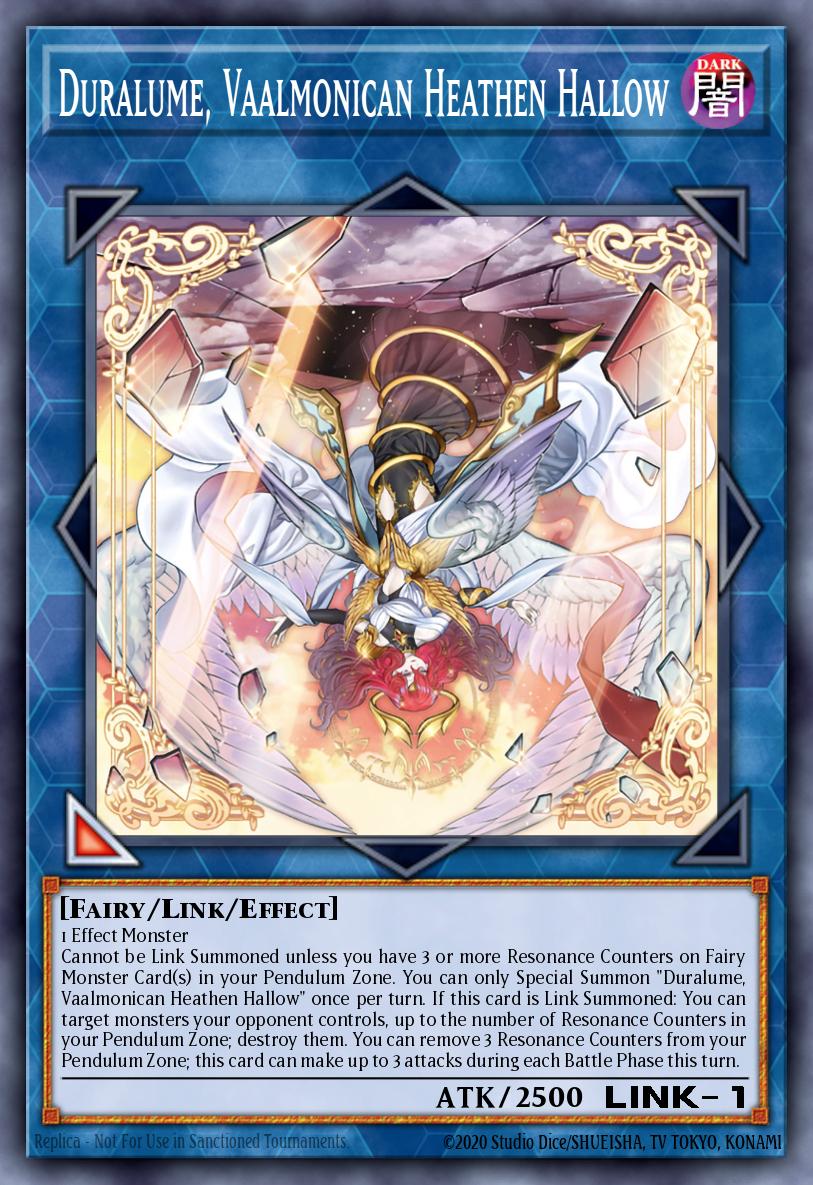 Duralume, Vaalmonican Heathen Hallow
DARK
闇
[Fairy/Link/Effect]
1 Effect Monster
Cannot be Link Summoned unless you have 3 or more Resonance Counters on Fairy
Monster Card(s) in your Pendulum Zone. You can only Special Summon "Duralume,
Vaalmonican Heathen Hallow" once per turn. If this card is Link Summoned: You can
target monsters your opponent controls, up to the number of Resonance Counters in
your Pendulum Zone; destroy them. You can remove 3 Resonance Counters from your
Pendulum Zone; this card can make up to 3 attacks during each Battle Phase this turn.
ATK/2500 LINK-1
Replica - Not For Use in Sanctioned Tournaments. ©2020 Studio Dice/SHUEISHA, TV TOKYO, KONAMI